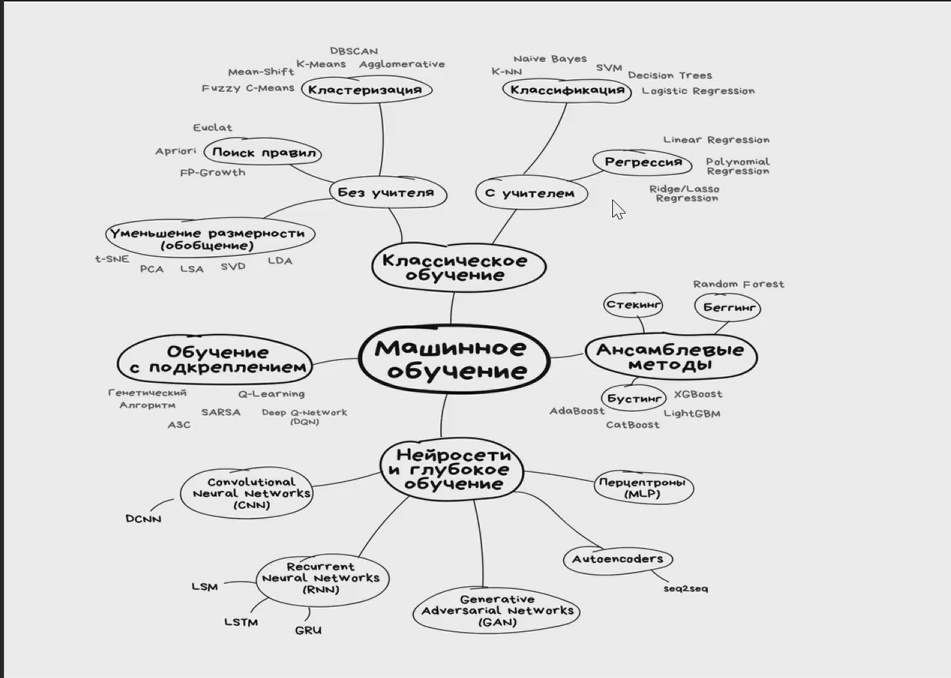 DBSCAN
K-Means Agglomerative
Mean-Shift
Fuzzy C-Means
Кластеризация
Naive Bayes
K-NN
SVM
Decision Trees
Logistic Regression
Классификация
Euclat
Apriori
FP-Growth
Поиск правил
Linear Regression
Polynomial
Regression
Ridge/Lasso
Regression
Регрессия
Без учителя
С учителем
Уменьшение размерности
(обобщение)
t-SNE
PCA
LSA
SVD
LDA
Классическое
обучение
Random Forest
Стекинг
Беггинг
Машинное
обучение
Ансамблевые
методы
Бустинг
XGBoost
AdaBoost
LightGBM
CatBoost
Обучение
с подкреплением
Генетический
Алгоритм
Q-Learning
SARSA
Deep Q-Network
(DQN)
A3C
Нейросети
и глубокое
обучение
Convolutional
Neural Networks
(CNN)
DCNN
Перцептроны
(MLP)
Autoencoders
seq2seq
Recurrent
Neural Networks
(RNN)
LSM
LSTM
GRU
Generative
Adversarial Networks
(GAN)